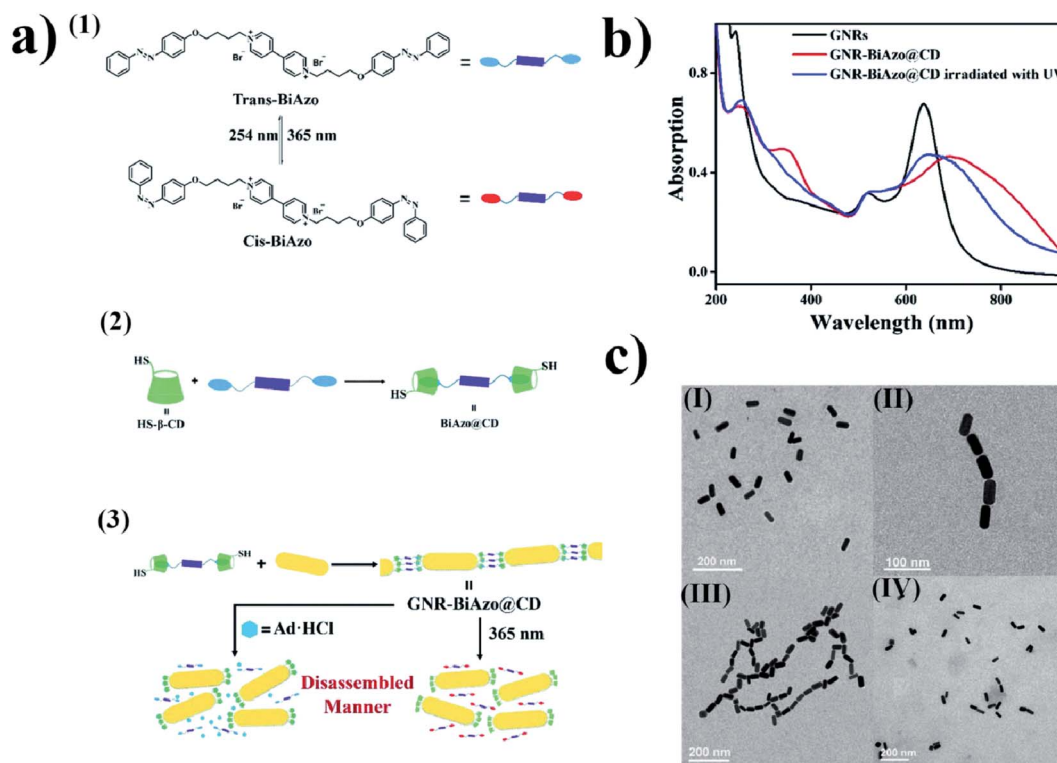 a) (1)
N=N
O
N+
Br−
Br−
N+
O
N=N
=
Trans-BiAzo
254 nm 365 nm
N=N
O
N+
Br−
Br−
N+
O
N=N
=
Cis-BiAzo
(2)
HS
+
HS
SH
=
HS-β-CD
=
BiAzo@CD
(3)
HS
SH
+
=
GNR-BiAzo@CD
= Ad·HCl
365 nm
Disassembled
Manner
b)
GNRs
GNR-BiAzo@CD
GNR-BiAzo@CD irradiated with UV
Absorption
0.8
0.4
0.0
200 400 600 800
Wavelength (nm)
c)
(I)
200 nm
(II)
100 nm
(III)
200 nm
(IV)
200 nm